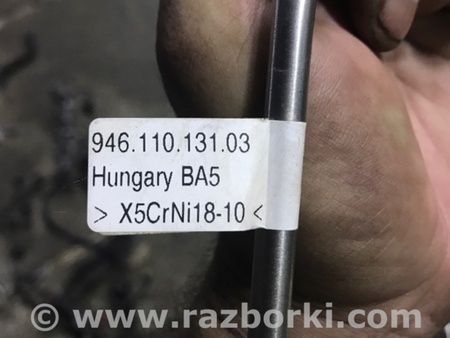 946.110.131.03
Hungary BA5
> X5CrNi18-10 <
© www.razborki.com